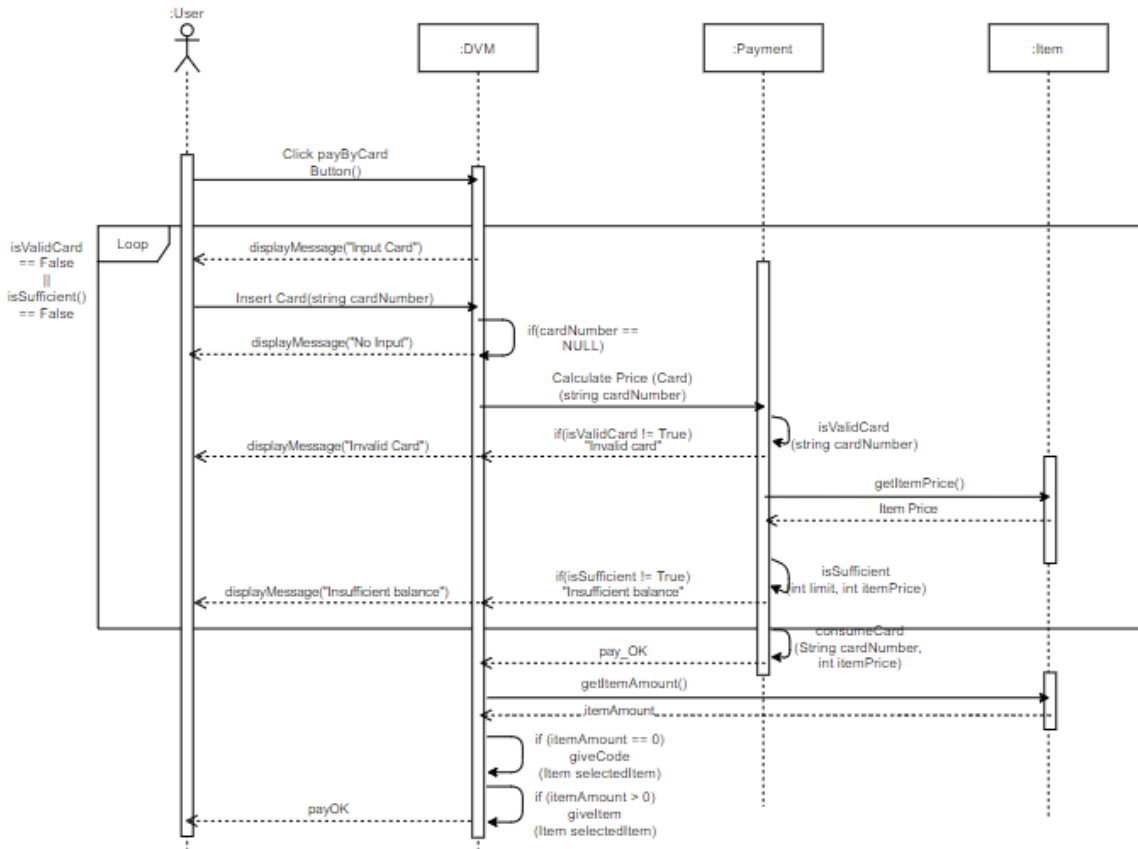 :User
:DVM
:Payment
:Item
Click payByCard
Button()
Loop
isValidCard
== False
||
isSufficient()
== False
displayMessage("Input Card")
Insert Card(string cardNumber)
if(cardNumber ==
NULL)
displayMessage("No Input")
Calculate Price (Card)
(string cardNumber)
isValidCard
(string cardNumber)
if(isValidCard != True)
"Invalid card"
displayMessage("Invalid Card")
getItemPrice()
Item Price
isSufficient
(int limit, int itemPrice)
if(isSufficient != True)
"Insufficient balance"
displayMessage("Insufficient balance")
consumeCard
(String cardNumber,
int itemPrice)
pay_OK
getItemAmount()
itemAmount
if (itemAmount == 0)
giveCode
(Item selectedItem)
if (itemAmount > 0)
giveItem
(Item selectedItem)
payOK